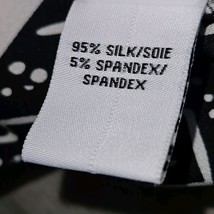 95% SILK/SOIE
5% SPANDEX/
SPANDEX